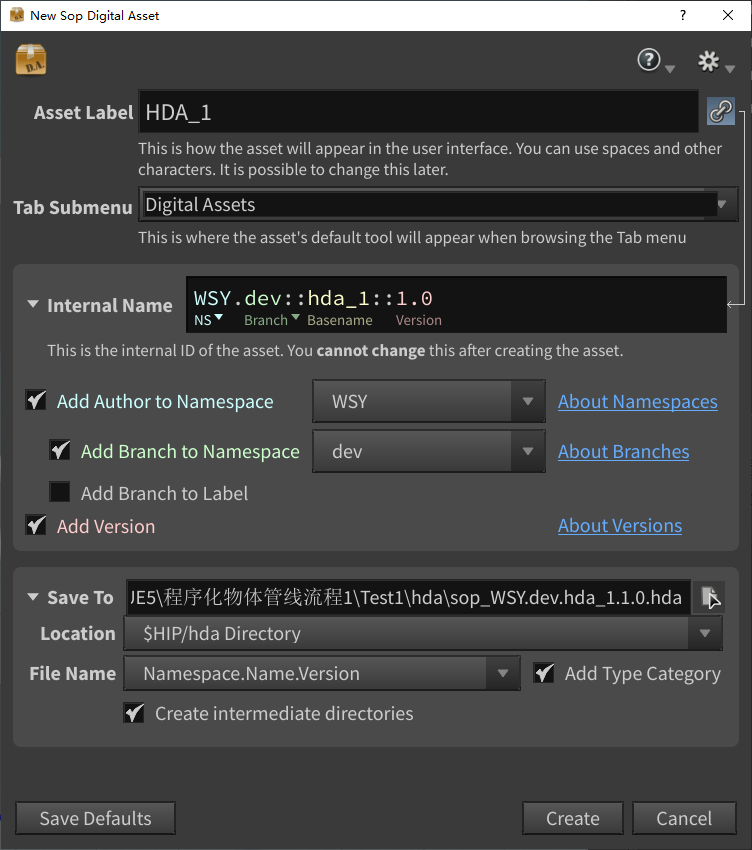 New Sop Digital Asset
?
D.A.
?
Asset Label HDA_1
This is how the asset will appear in the user interface. You can use spaces and other
characters. It is possible to change this later.
Tab Submenu Digital Assets
This is where the asset's default tool will appear when browsing the Tab menu
Internal Name WSY.dev::hda_1::1.0
NS Branch Basename Version
This is the internal ID of the asset. You cannot change this after creating the asset.
Add Author to Namespace WSY About Namespaces
Add Branch to Namespace dev About Branches
Add Branch to Label
Add Version About Versions
Save To UE5\程序化物体管线流程1\Test1\hda\sop_WSY.dev.hda_1.1.0.hda
Location $HIP/hda Directory
File Name Namespace.Name.Version Add Type Category
Create intermediate directories
Save Defaults Create Cancel